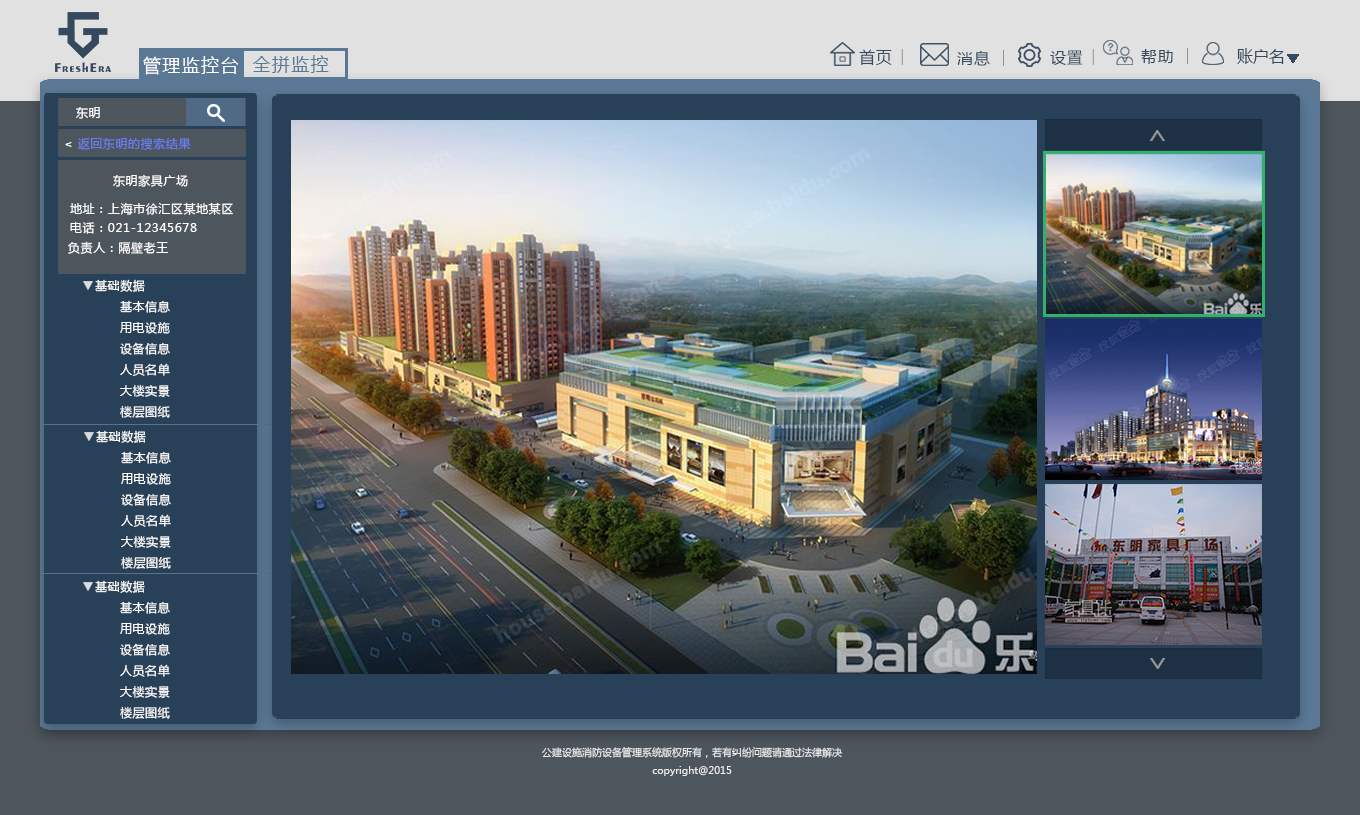 FRESHERA
管理监控台
全拼监控
首页
消息
设置
帮助
账户名
东明
< 返回东明的搜索结果
东明家具广场
地址：上海市徐汇区某地某区
电话：021-12345678
负责人：隔壁老王
基础数据
基本信息
用电设施
设备信息
人员名单
大楼实景
楼层图纸
基础数据
基本信息
用电设施
设备信息
人员名单
大楼实景
楼层图纸
基础数据
基本信息
用电设施
设备信息
人员名单
大楼实景
楼层图纸
house.baidu.com
Bai du 乐
Bai 乐
东明家具广场
公建设施消防设备管理系统版权所有，若有纠纷问题请通过法律解决
copyright@2015